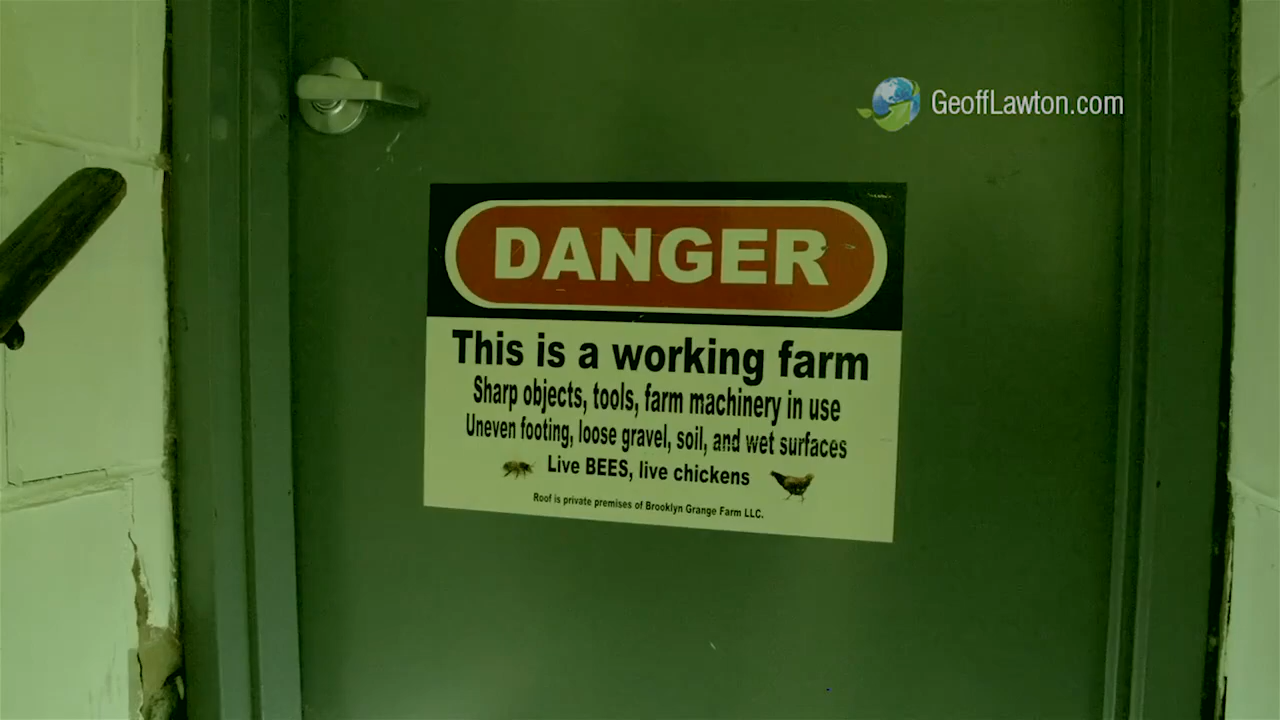 GeoffLawton.com
DANGER
This is a working farm
Sharp objects, tools, farm machinery in use
Uneven footing, loose gravel, soil, and wet surfaces
Live BEES, live chickens
Roof is private premises of Brooklyn Grange Farm LLC.